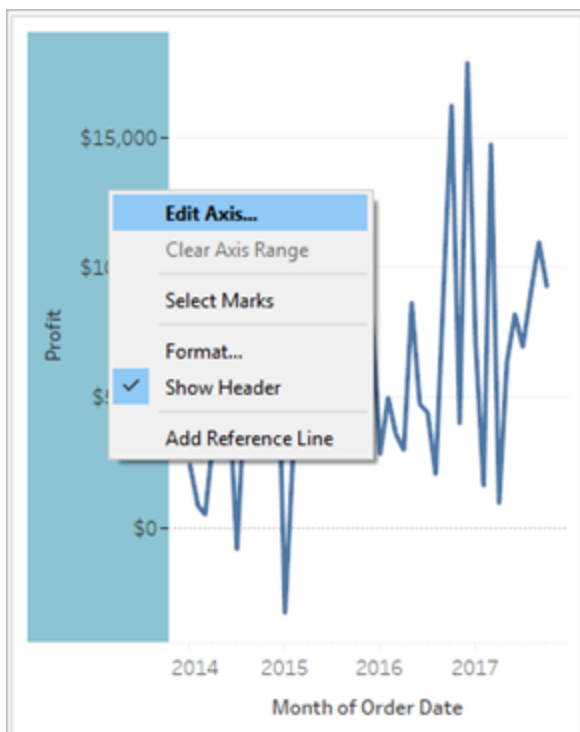 $15,000
Edit Axis...
Clear Axis Range
Select Marks
Format...
Show Header
Add Reference Line
Profit
$0
2014 2015 2016 2017
Month of Order Date